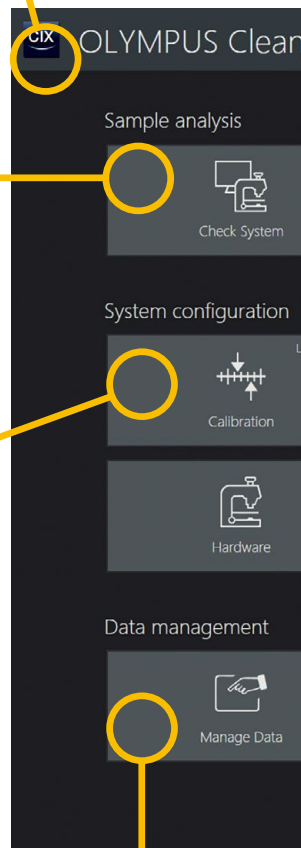 CIX
OLYMPUS Clean
Sample analysis
Check System
System configuration
L
Calibration
Hardware
Data management
Manage Data